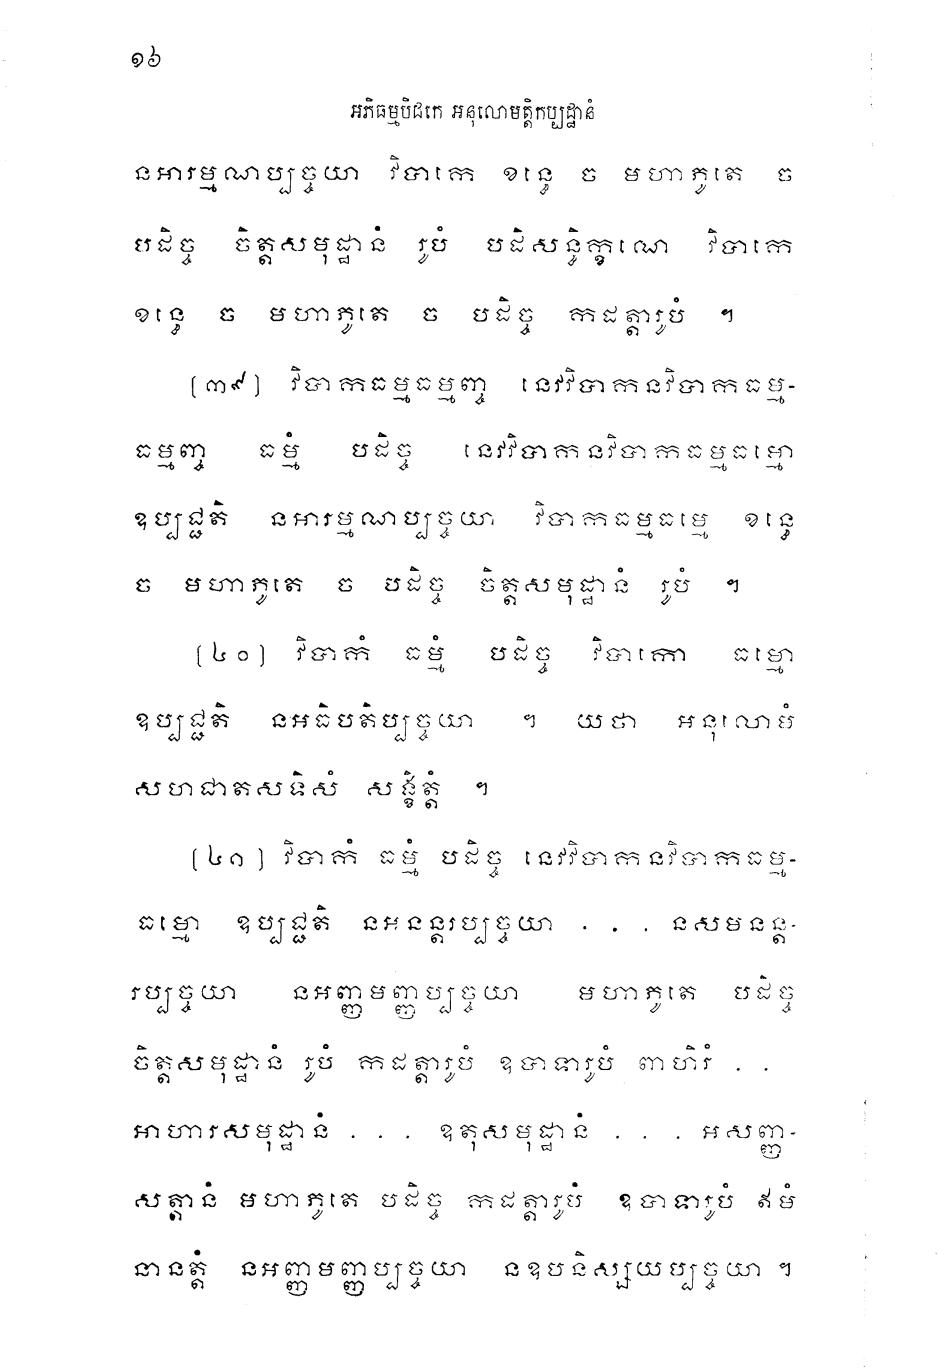 ១៦
អភិធម្មបិដកេ អនុលោមត្តិកប្បដ្ឋានំ
នអារម្មណប្បច្ចយា វិបាកេ ខន្ធេ ច មហាភូតេ ច
បដិច្ច ចិត្តសមុដ្ឋានំ រូបំ បដិសន្ធិក្ខណេ វិបាកេ
ខន្ធេ ច មហាភូតេ ច បដិច្ច កដត្តារូបំ ។
(៣៩) វិបាកធម្មធម្មញ្ច នេវវិបាកនវិបាកធម្ម-
ធម្មញ្ច ធម្មំ បដិច្ច នេវវិបាកនវិបាកធម្មធម្មោ
ឧប្បជ្ជតិ នអារម្មណប្បច្ចយា វិបាកធម្មធម្មេ ខន្ធេ
ច មហាភូតេ ច បដិច្ច ចិត្តសមុដ្ឋានំ រូបំ ។
(៤០) វិបាកំ ធម្មំ បដិច្ច វិបាកោ ធម្មោ
ឧប្បជ្ជតិ នអធិបតិប្បច្ចយា ។ យថា អនុលោមំ
សហជាតសទិសំ សង្ខិត្តំ ។
(៤១) វិបាកំ ធម្មំ បដិច្ច នេវវិបាកនវិបាកធម្ម-
ធម្មោ ឧប្បជ្ជតិ នអនន្តរប្បច្ចយា . . . នសមនន្ត-
រប្បច្ចយា នអញ្ញមញ្ញប្បច្ចយា មហាភូតេ បដិច្ច
ចិត្តសមុដ្ឋានំ រូបំ កដត្តារូបំ ឧបាទារូបំ ពាហិរំ . .
អាហារសមុដ្ឋានំ . . . ឧតុសមុដ្ឋានំ . . . អសញ្ញ-
សត្តានំ មហាភូតេ បដិច្ច កដត្តារូបំ ឧបាទារូបំ ឥមំ
នានត្តំ នអញ្ញមញ្ញប្បច្ចយា នឧបនិស្សយប្បច្ចយា ។